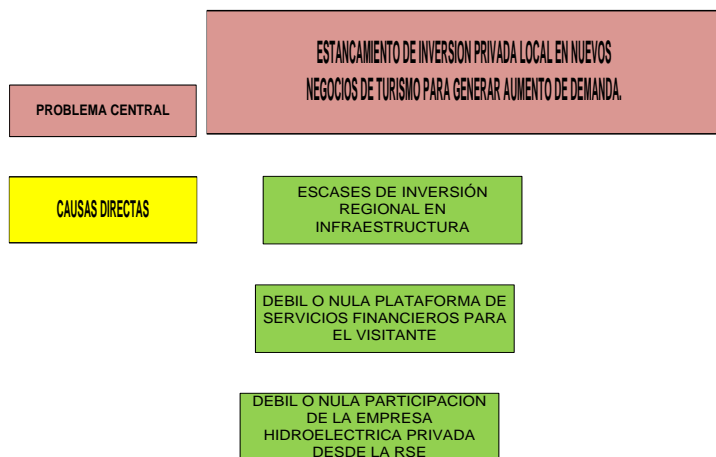 ESTANCAMIENTO DE INVERSION PRIVADA LOCAL EN NUEVOS
NEGOCIOS DE TURISMO PARA GENERAR AUMENTO DE DEMANDA.
PROBLEMA CENTRAL
CAUSAS DIRECTAS
ESCASES DE INVERSIÓN
REGIONAL EN
INFRAESTRUCTURA
DEBIL O NULA PLATAFORMA DE
SERVICIOS FINANCIEROS PARA
EL VISITANTE
DEBIL O NULA PARTICIPACION
DE LA EMPRESA
HIDROELECTRICA PRIVADA
DESDE LA RSE